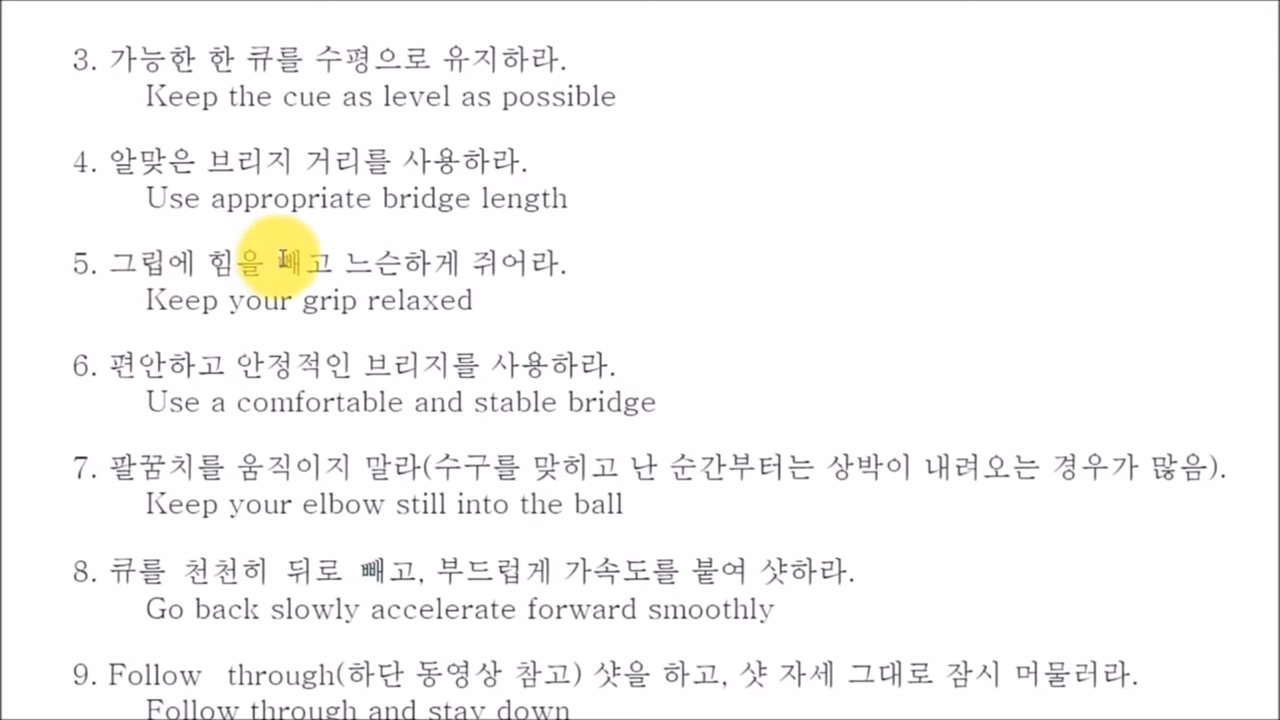 3. 가능한 한 큐를 수평으로 유지하라.
Keep the cue as level as possible
4. 알맞은 브리지 거리를 사용하라.
Use appropriate bridge length
5. 그립에 힘을 빼고 느슨하게 쥐어라.
Keep your grip relaxed
6. 편안하고 안정적인 브리지를 사용하라.
Use a comfortable and stable bridge
7. 팔꿈치를 움직이지 말라(수구를 맞히고 난 순간부터는 상박이 내려오는 경우가 많음).
Keep your elbow still into the ball
8. 큐를 천천히 뒤로 빼고, 부드럽게 가속도를 붙여 샷하라.
Go back slowly accelerate forward smoothly
9. Follow through(하단 동영상 참고) 샷을 하고, 샷 자세 그대로 잠시 머물러라.
Follow through and stay down